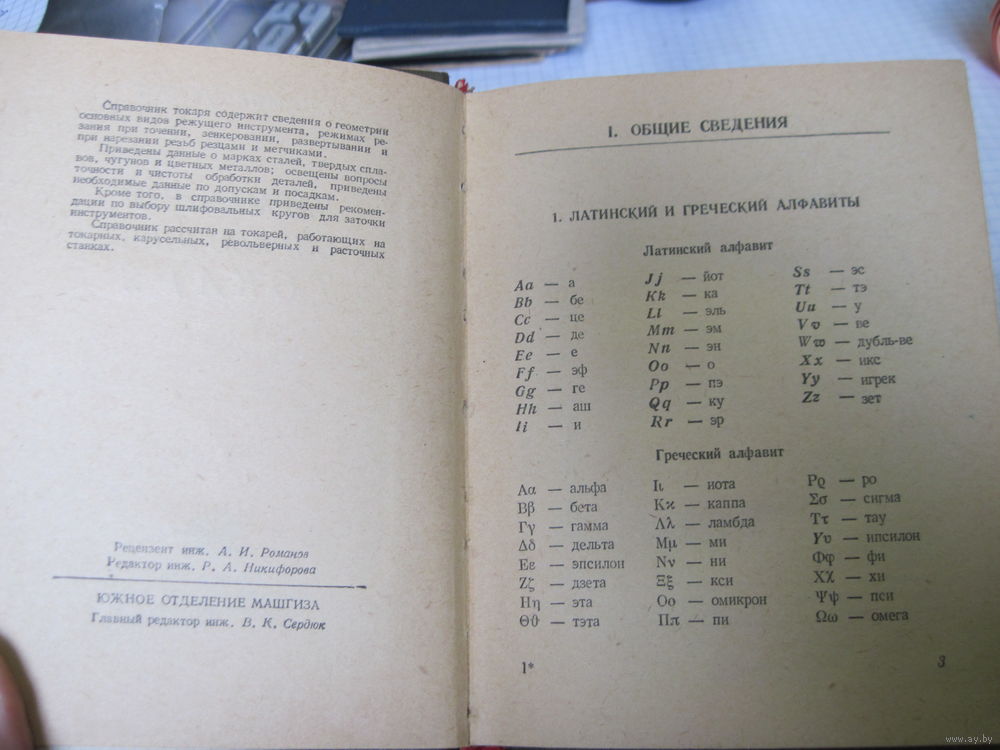 Справочник токаря содержит сведения о геометрии
основных видов режущего инструмента, режимах ре-
зания при точении, зенкеровании, развертывании и
при нарезании резьб резцами и метчиками.
Приведены данные о марках сталей, твердых спла-
вов, чугунов и цветных металлов; освещены вопросы
точности и чистоты обработки деталей, приведены
необходимые данные по допускам и посадкам.
Кроме того, в справочнике приведены рекомен-
дации по выбору шлифовальных кругов для заточки
инструментов.
Справочник рассчитан на токарей, работающих на
токарных, карусельных, револьверных и расточных
станках.
Рецензент инж. А. И. Романов
Редактор инж. Р. А. Никифорова
ЮЖНОЕ ОТДЕЛЕНИЕ МАШГИЗА
Главный редактор инж. В. К. Сердюк
I. ОБЩИЕ СВЕДЕНИЯ
1. ЛАТИНСКИЙ И ГРЕЧЕСКИЙ АЛФАВИТЫ
Латинский алфавит
Aa — а
Bb — бе
Cc — це
Dd — де
Ee — е
Ff — эф
Gg — ге
Hh — аш
Ii — и
Jj — йот
Kk — ка
Ll — эль
Mm — эм
Nn — эн
Oo — о
Pp — пэ
Qq — ку
Rr — эр
Ss — эс
Tt — тэ
Uu — у
Vv — ве
Ww — дубль-ве
Xx — икс
Yy — игрек
Zz — зет
Греческий алфавит
Αα — альфа
Ββ — бета
Γγ — гамма
Δδ — дельта
Εε — эпсилон
Ζζ — дзета
Ηη — эта
Θϑ — тэта
Ιι — иота
Κϰ — каппа
Λλ — ламбда
Μμ — ми
Νν — ни
Ξξ — кси
Οο — омикрон
Ππ — пи
Ρϱ — ро
Σσ — сигма
Ττ — тау
Υυ — ипсилон
Φφ — фи
Χχ — хи
Ψψ — пси
Ωω — омега
1*
3
www.ay.by